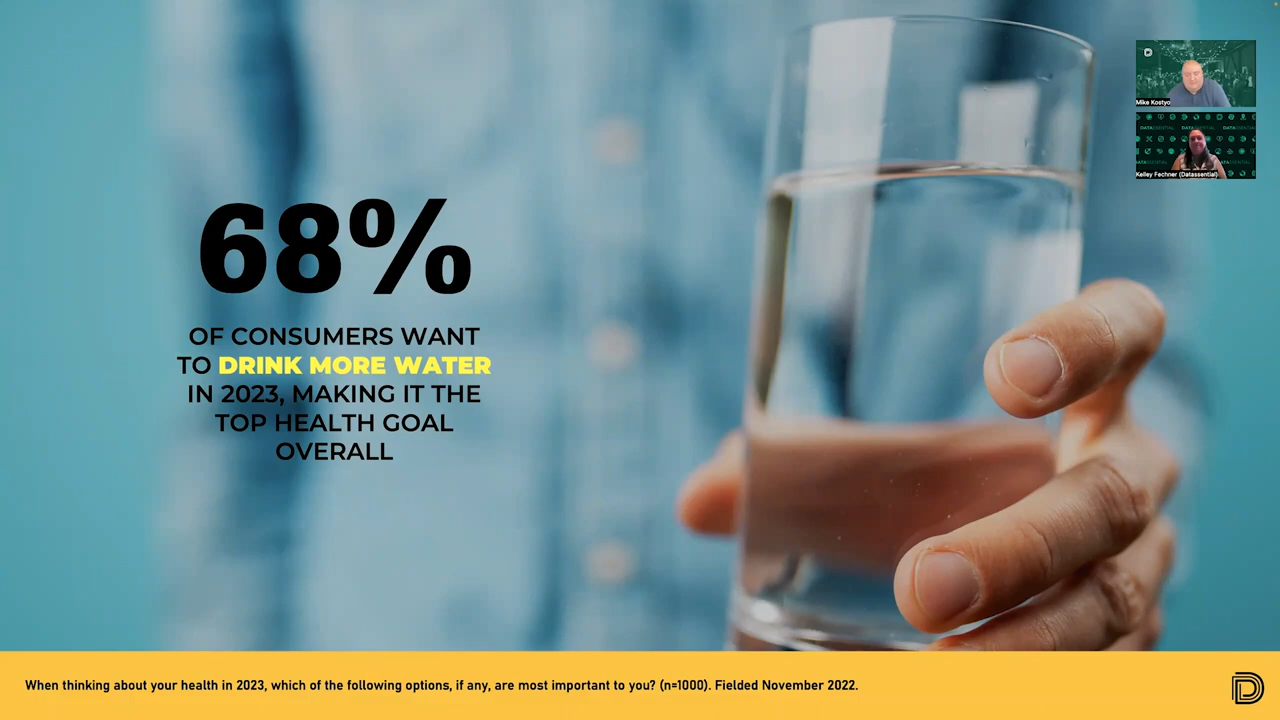 68%
OF CONSUMERS WANT
TO DRINK MORE WATER
IN 2023, MAKING IT THE
TOP HEALTH GOAL
OVERALL
Mike Kostyo
DATASSENTIAL
Kelley Fechner (Datassential)
When thinking about your health in 2023, which of the following options, if any, are most important to you? (n=1000). Fielded November 2022.